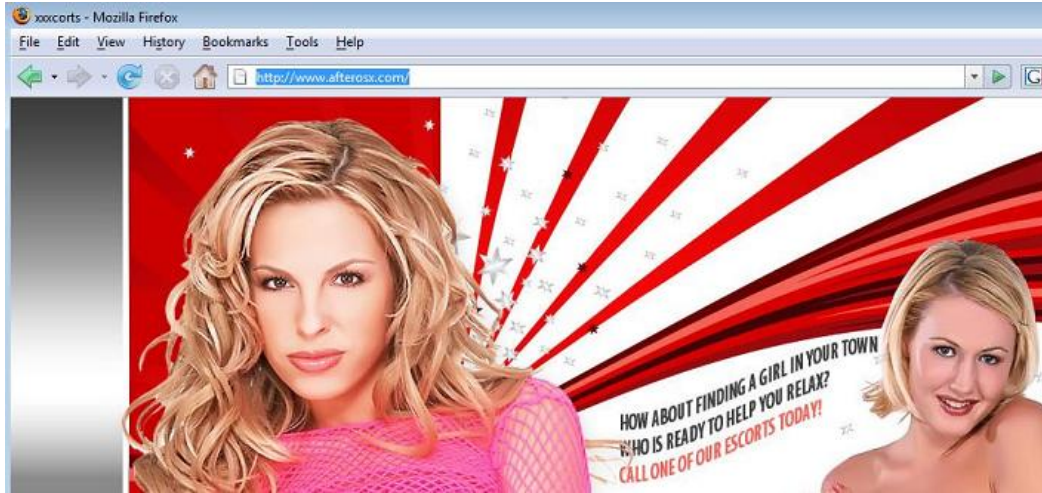 xxxcorts - Mozilla Firefox
File Edit View History Bookmarks Tools Help
http://www.afterosx.com/
G
HOW ABOUT FINDING A GIRL IN YOUR TOWN
WHO IS READY TO HELP YOU RELAX?
CALL ONE OF OUR ESCORTS TODAY!